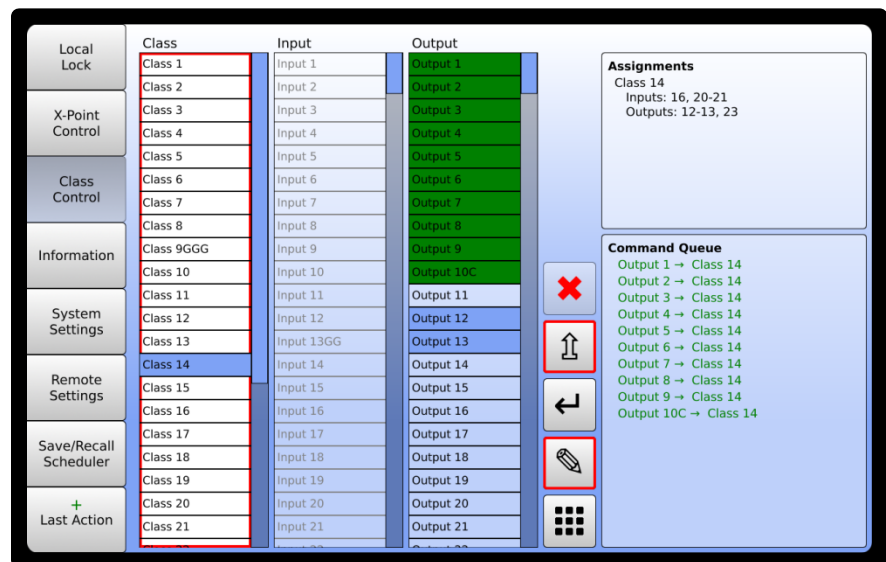 Local
Lock
X-Point
Control
Class
Control
Information
System
Settings
Remote
Settings
Save/Recall
Scheduler
+
Last Action
Class
Class 1
Class 2
Class 3
Class 4
Class 5
Class 6
Class 7
Class 8
Class 9GGG
Class 10
Class 11
Class 12
Class 13
Class 14
Class 15
Class 16
Class 17
Class 18
Class 19
Class 20
Class 21
Input
Input 1
Input 2
Input 3
Input 4
Input 5
Input 6
Input 7
Input 8
Input 9
Input 10
Input 11
Input 12
Input 13GG
Input 14
Input 15
Input 16
Input 17
Input 18
Input 19
Input 20
Input 21
Output
Output 1
Output 2
Output 3
Output 4
Output 5
Output 6
Output 7
Output 8
Output 9
Output 10C
Output 11
Output 12
Output 13
Output 14
Output 15
Output 16
Output 17
Output 18
Output 19
Output 20
Output 21
Assignments
Class 14
Inputs: 16, 20-21
Outputs: 12-13, 23
Command Queue
Output 1 → Class 14
Output 2 → Class 14
Output 3 → Class 14
Output 4 → Class 14
Output 5 → Class 14
Output 6 → Class 14
Output 7 → Class 14
Output 8 → Class 14
Output 9 → Class 14
Output 10C → Class 14